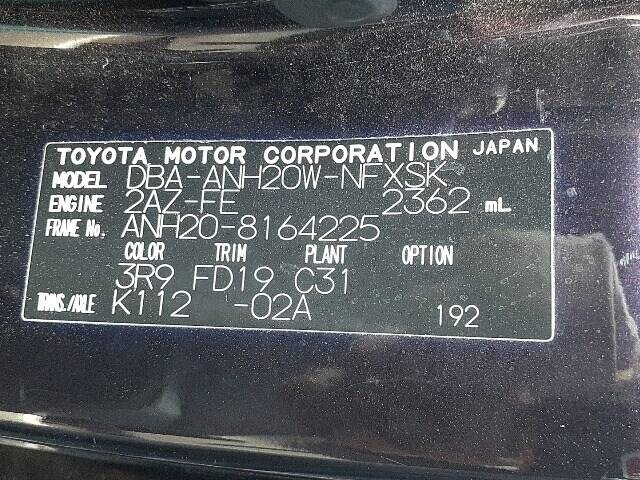 TOYOTA MOTOR CORPORATION JAPAN
MODEL DBA-ANH20W-NFXSK
ENGINE 2AZ-FE 2362 mL
FRAME No. ANH20-8164225
COLOR TRIM PLANT OPTION
3R9 FD19 C31
TRANS./AXLE K112 -02A 192